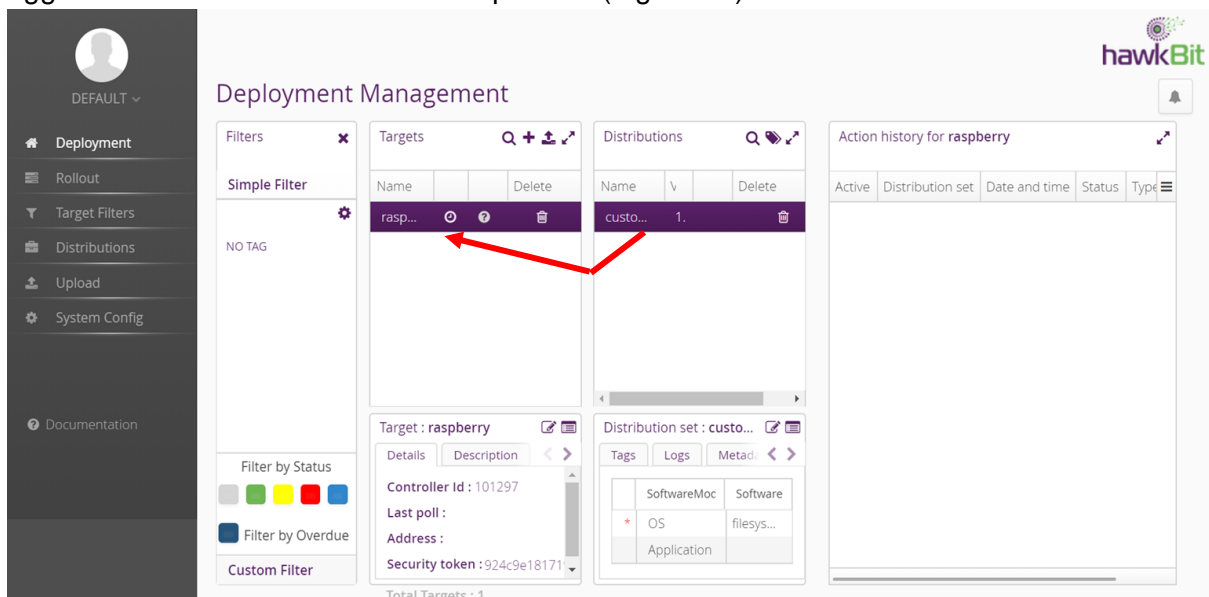 hawkBit
DEFAULT
Deployment Management
Deployment
Rollout
Target Filters
Distributions
Upload
System Config
Documentation
Filters
Simple Filter
NO TAG
Filter by Status
Filter by Overdue
Custom Filter
Targets
Name Delete
rasp...
Distributions
Name V Delete
custo... 1.
Action history for raspberry
Active Distribution set Date and time Status Type
Target : raspberry
Details Description
Controller Id : 101297
Last poll :
Address :
Security token : 924c9e18171
Total Targets : 1
Distribution set : custo...
Tags Logs Metad
SoftwareMoc Software
* OS filesys...
Application